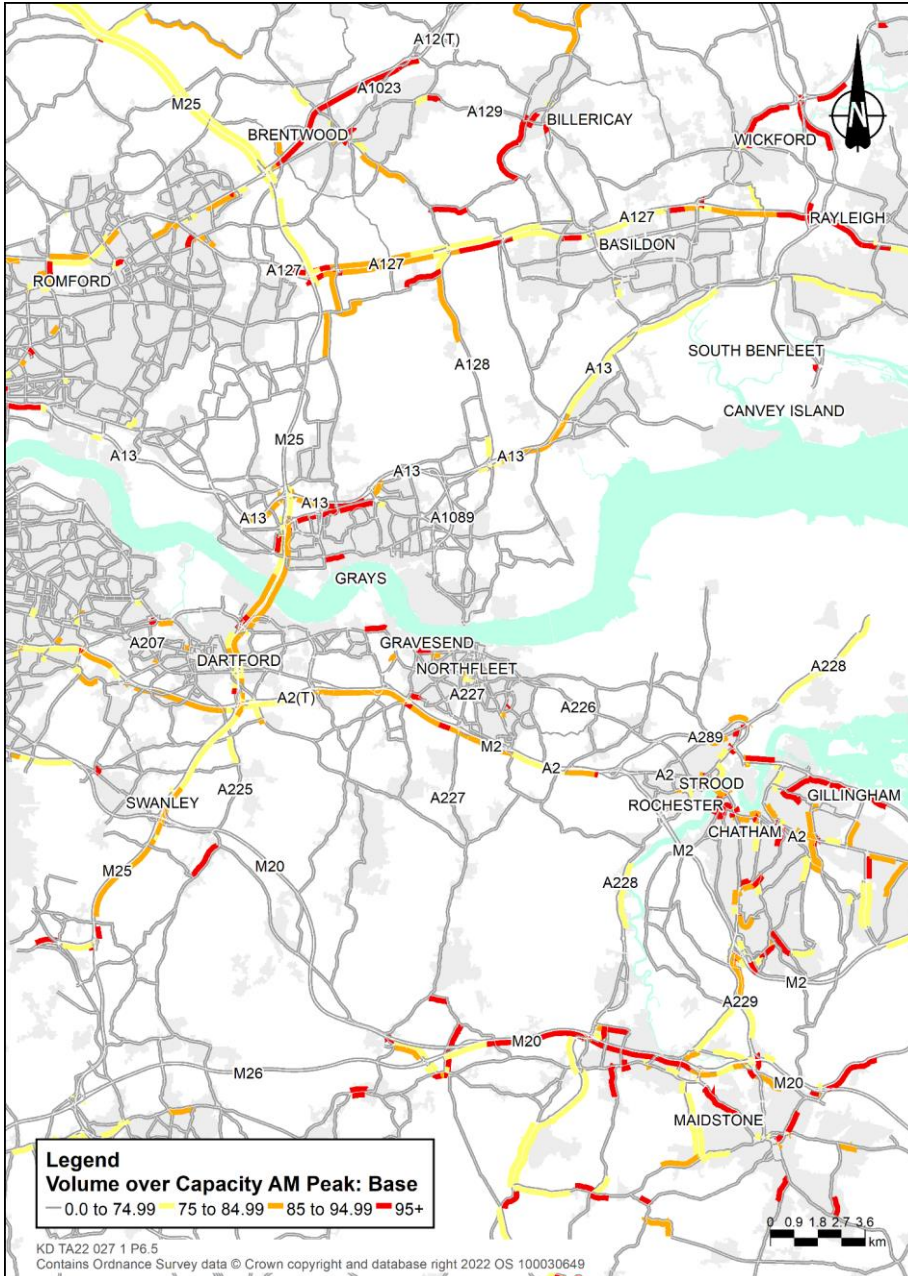 A12(T)
A1023
M25
A129
BILLERICAY
BRENTWOOD
WICKFORD
N
A127
RAYLEIGH
BASILDON
A127
A127
ROMFORD
A128
A13
SOUTH BENFLEET
CANVEY ISLAND
M25
A13
A13
A13
A13
A13
A1089
GRAYS
A207
GRAVESEND
DARTFORD
NORTHFLEET
A228
A2(T)
A227
A226
M2
A289
A2
A2
STROOD
SWANLEY
A225
A227
ROCHESTER
GILLINGHAM
CHATHAM
A2
M2
M20
M25
A228
M2
A229
M20
M26
M20
MAIDSTONE
Legend
Volume over Capacity AM Peak: Base
0.0 to 74.99 75 to 84.99 85 to 94.99 95+
0 0.9 1.8 2.7 3.6
km
KD TA22 027 1 P6.5
Contains Ordnance Survey data © Crown copyright and database right 2022 OS 100030649